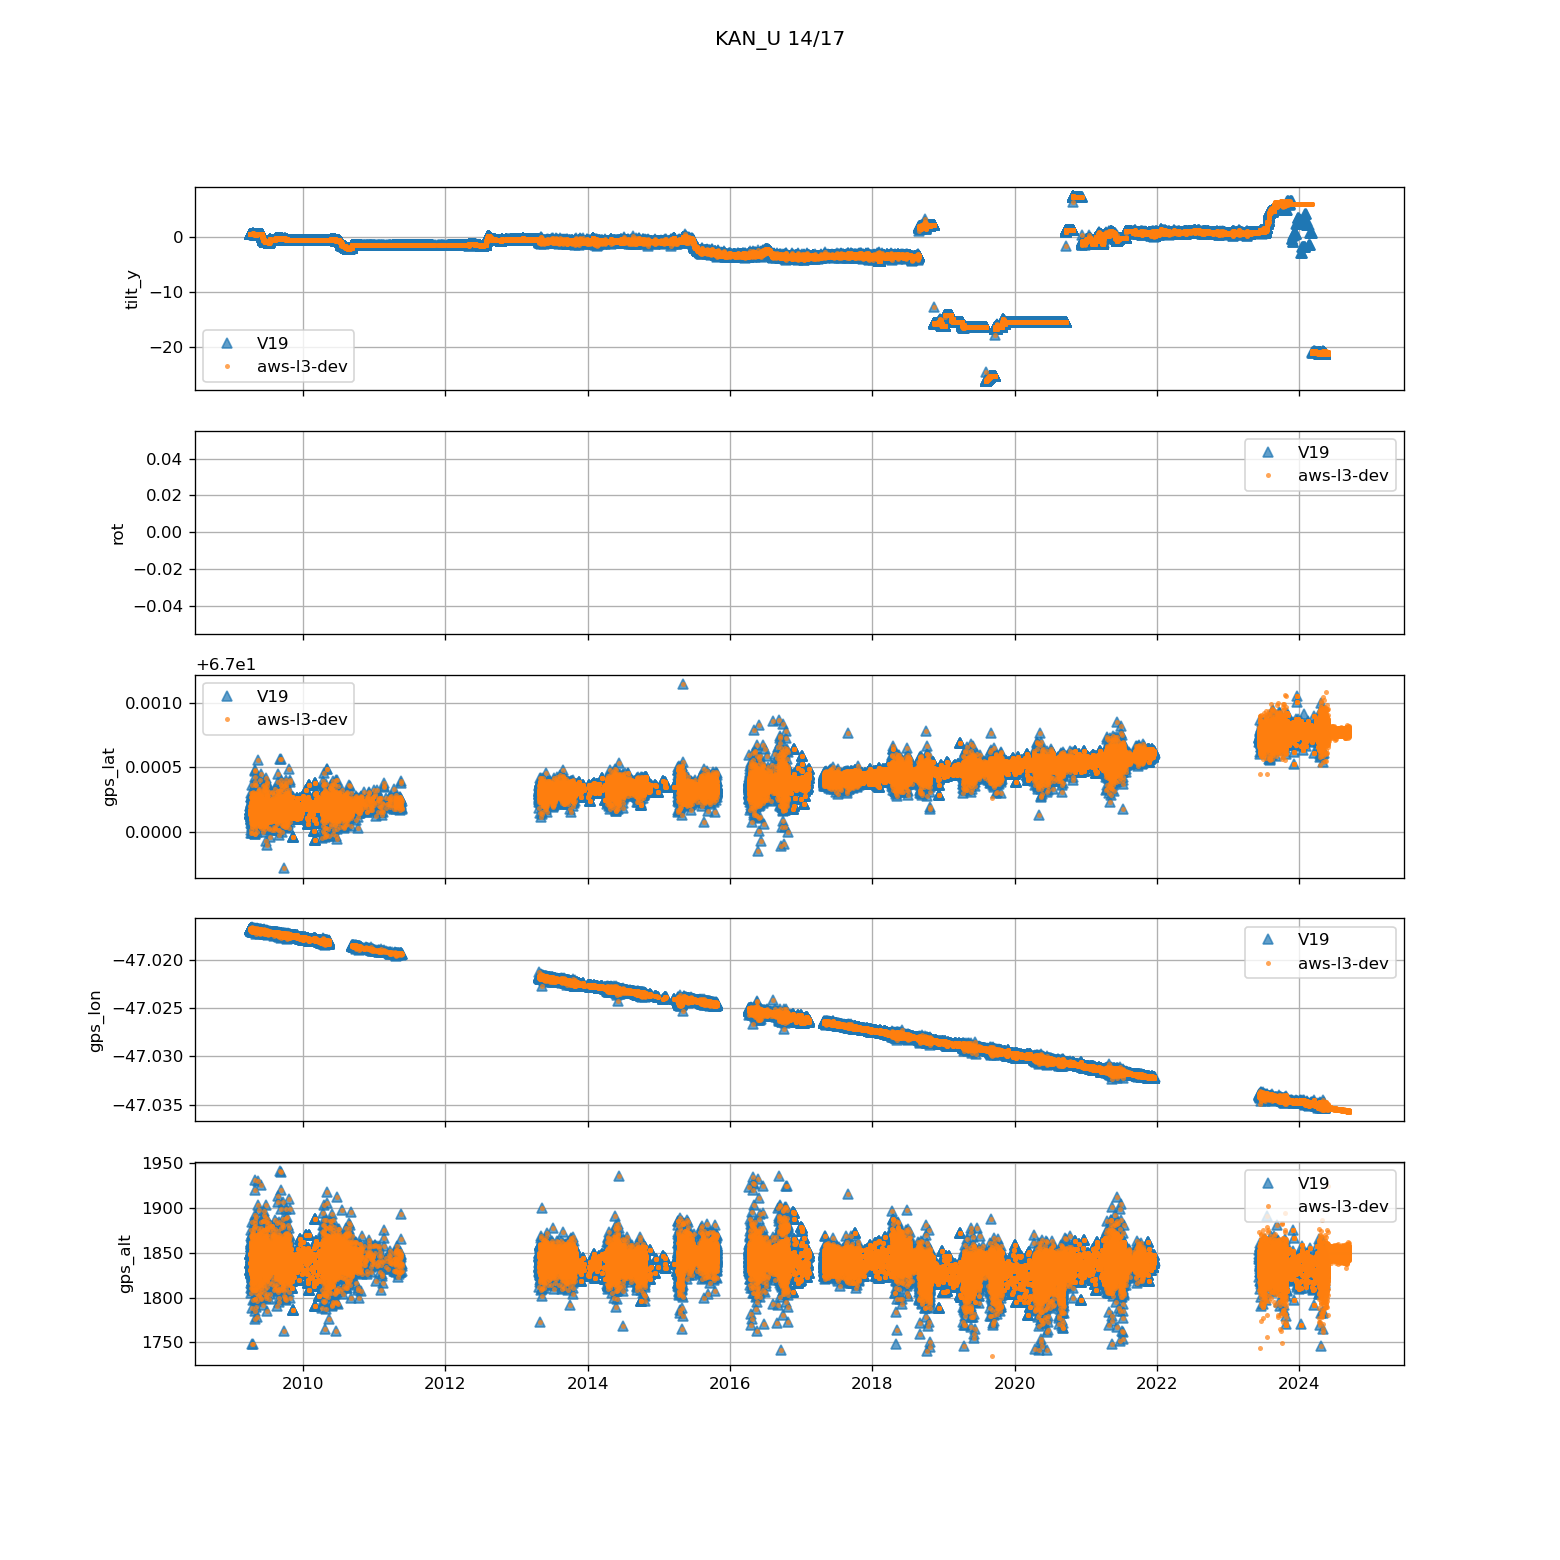 KAN_U 14/17
0
−10
−20
tilt_y
V19
aws-l3-dev
0.04
0.02
0.00
−0.02
−0.04
rot
V19
aws-l3-dev
+6.7e1
0.0010
0.0005
0.0000
gps_lat
V19
aws-l3-dev
−47.020
−47.025
−47.030
−47.035
gps_lon
V19
aws-l3-dev
1950
1900
1850
1800
1750
gps_alt
V19
aws-l3-dev
2010
2012
2014
2016
2018
2020
2022
2024